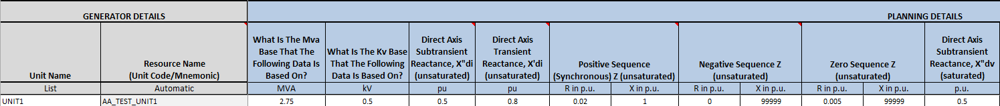 GENERATOR DETAILS
PLANNING DETAILS
Unit Name
Resource Name
(Unit Code/Mnemonic)
What Is The Mva
Base That The
Following Data Is
Based On?
What Is The Kv Base
That The Following
Data Is Based On?
Direct Axis
Subtransient
Reactance, X"di
(unsaturated)
Direct Axis
Transient
Reactance, X'di
(unsaturated)
Positive Sequence
(Synchronous) Z (unsaturated)
Negative Sequence Z
(unsaturated)
Zero Sequence Z
(unsaturated)
Direct Axis
Subtransient
Reactance, X"dv
(saturated)
List Automatic MVA kV pu pu R in p.u. X in p.u. R in p.u. X in p.u. R in p.u. X in p.u. p.u.
UNIT1 AA_TEST_UNIT1 2.75 0.5 0.5 0.8 0.02 1 0 99999 0.005 99999 0.5